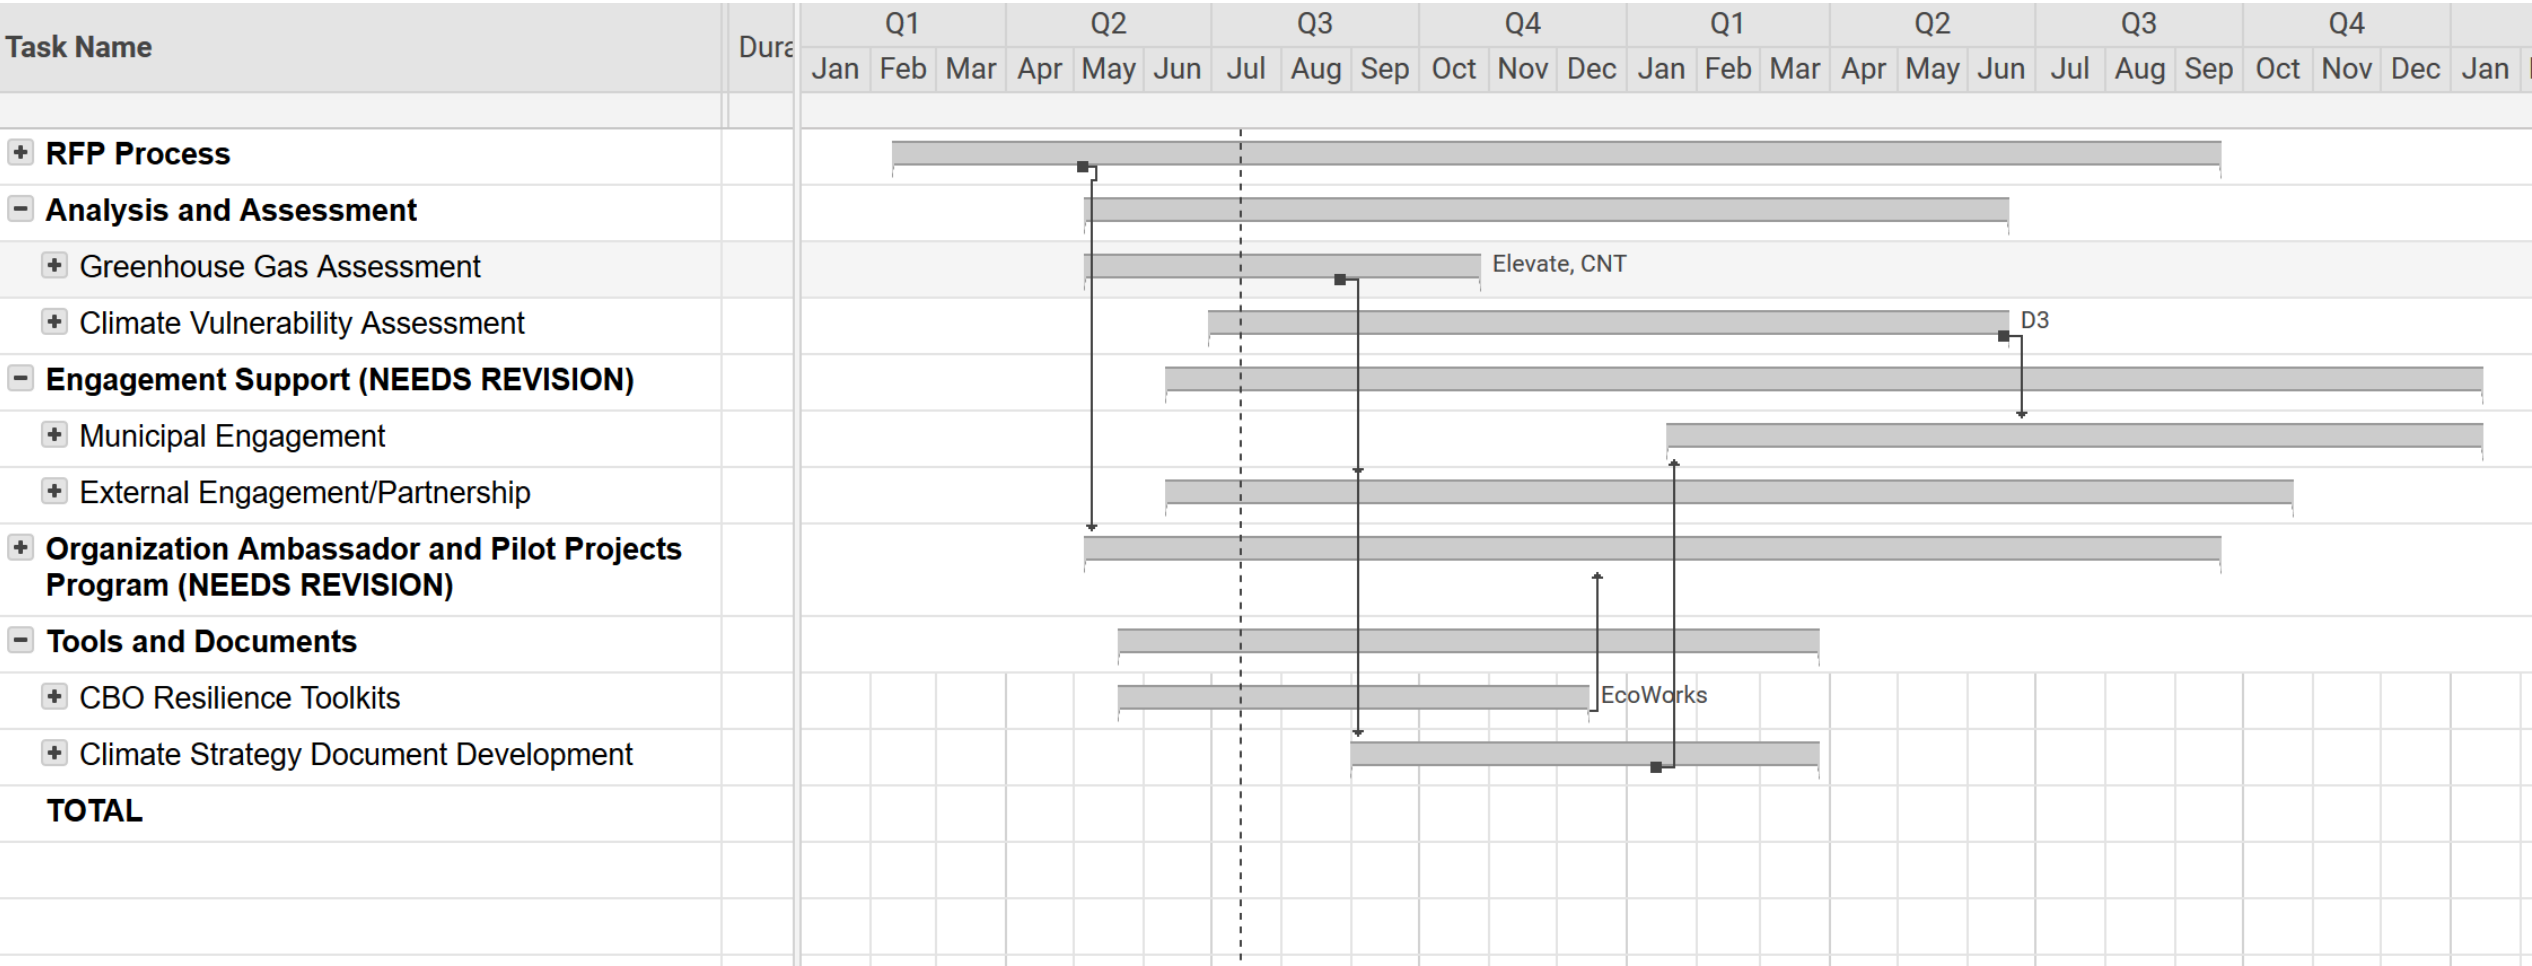 Task Name
Dura
Q1 Q2 Q3 Q4 Q1 Q2 Q3 Q4
Jan Feb Mar Apr May Jun Jul Aug Sep Oct Nov Dec Jan Feb Mar Apr May Jun Jul Aug Sep Oct Nov Dec Jan
RFP Process
Analysis and Assessment
Greenhouse Gas Assessment
Elevate, CNT
Climate Vulnerability Assessment
D3
Engagement Support (NEEDS REVISION)
Municipal Engagement
External Engagement/Partnership
Organization Ambassador and Pilot Projects
Program (NEEDS REVISION)
Tools and Documents
CBO Resilience Toolkits
EcoWorks
Climate Strategy Document Development
TOTAL